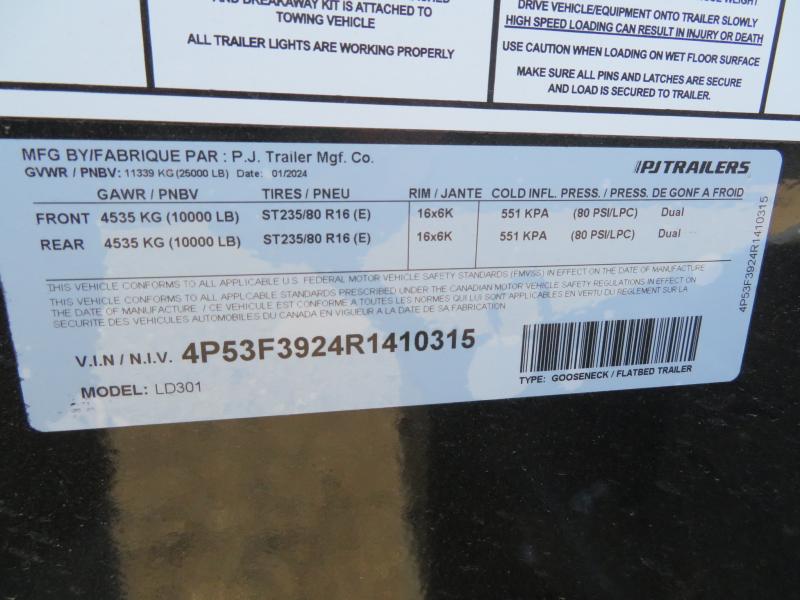 AND BREAKAWAY KIT IS ATTACHED TO
TOWING VEHICLE
ALL TRAILER LIGHTS ARE WORKING PROPERLY
DRIVE VEHICLE/EQUIPMENT ONTO TRAILER SLOWLY
HIGH SPEED LOADING CAN RESULT IN INJURY OR DEATH
USE CAUTION WHEN LOADING ON WET FLOOR SURFACE
MAKE SURE ALL PINS AND LATCHES ARE SECURE
AND LOAD IS SECURED TO TRAILER.
MFG BY/FABRIQUE PAR : P.J. Trailer Mfg. Co.
GVWR / PNBV: 11339 KG (25000 LB) Date: 01/2024
PJ TRAILERS
GAWR / PNBV TIRES / PNEU RIM / JANTE COLD INFL. PRESS. / PRESS. DE GONF A FROID
FRONT 4535 KG (10000 LB) ST235/80 R16 (E) 16x6K 551 KPA (80 PSI/LPC) Dual
REAR 4535 KG (10000 LB) ST235/80 R16 (E) 16x6K 551 KPA (80 PSI/LPC) Dual
THIS VEHICLE CONFORMS TO ALL APPLICABLE U.S. FEDERAL MOTOR VEHICLE SAFETY STANDARDS (FMVSS) IN EFFECT ON THE DATE OF MANUFACTURE
THIS VEHICLE CONFORMS TO ALL APPLICABLE STANDARDS PRESCRIBED UNDER THE CANADIAN MOTOR VEHICLE SAFETY REGULATIONS IN EFFECT ON
THE DATE OF MANUFACTURE / CE VEHICULE EST CONFORME A TOUTES LES NORMES QUI LUI SONT APPLICABLES EN VERTU DU REGLEMENT SUR LA
SECURITE DES VEHICULES AUTOMOBILES DU CANADA EN VIGUEUR A LA DATE DE SA FABRICATION
V.I.N / N.I.V. 4P53F3924R1410315
TYPE: GOOSENECK / FLATBED TRAILER
MODEL: LD301
4P53F3924R1410315